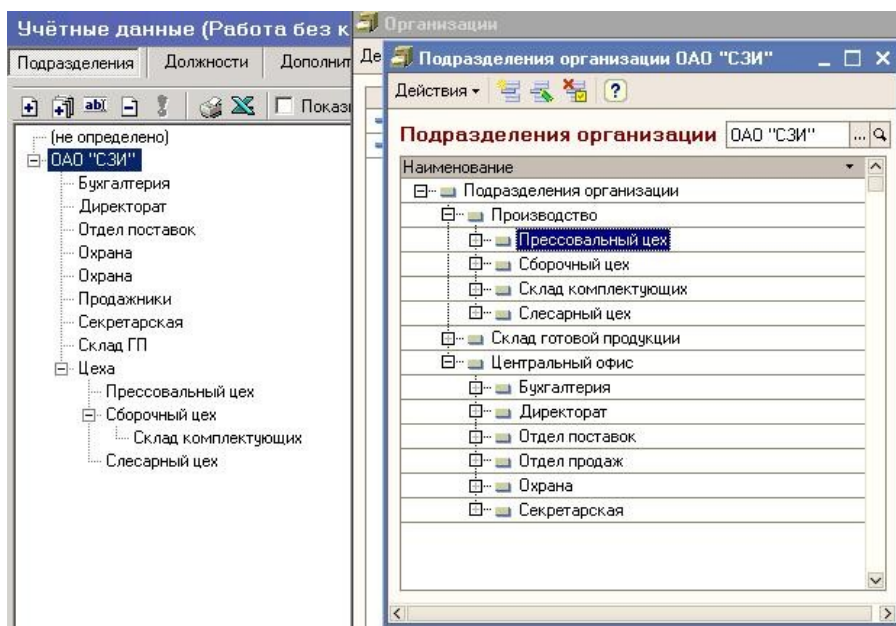 Учётные данные (Работа без к
Подразделения
Должности
Дополнит
abl
Показ
(не определено)
ОАО "СЗИ"
Бухгалтерия
Директорат
Отдел поставок
Охрана
Охрана
Продажники
Секретарская
Склад ГП
Цеха
Прессовальный цех
Сборочный цех
Склад комплектующих
Слесарный цех
Организации
Де
Подразделения организации ОАО "СЗИ"
Действия
Подразделения организации ОАО "СЗИ" ...
Наименование
Подразделения организации
Производство
Прессовальный цех
Сборочный цех
Склад комплектующих
Слесарный цех
Склад готовой продукции
Центральный офис
Бухгалтерия
Директорат
Отдел поставок
Отдел продаж
Охрана
Секретарская